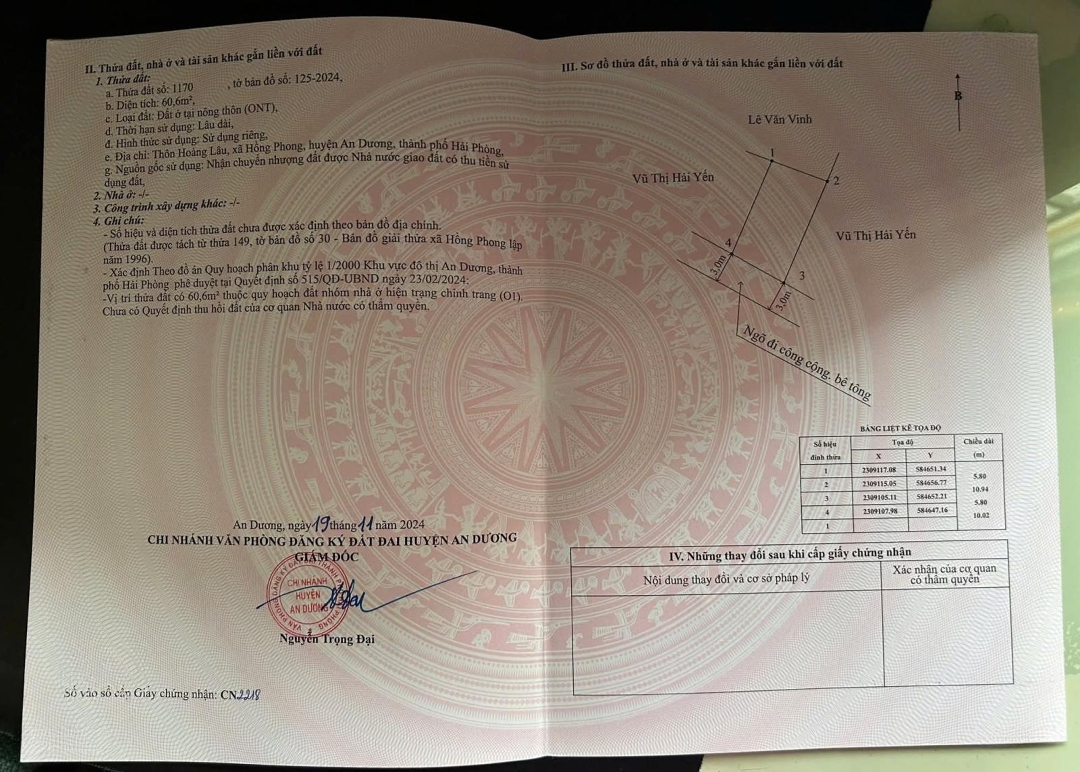 II. Thửa đất, nhà ở và tài sản khác gắn liền với đất
1. Thửa đất:
a. Thửa đất số: 1170 , tờ bản đồ số: 125-2024,
b. Diện tích: 60,6m²,
c. Loại đất: Đất ở tại nông thôn (ONT),
d. Thời hạn sử dụng: Lâu dài,
đ. Hình thức sử dụng: Sử dụng riêng,
e. Địa chỉ: Thôn Hoàng Lâu, xã Hồng Phong, huyện An Dương, thành phố Hải Phòng,
g. Nguồn gốc sử dụng: Nhận chuyển nhượng đất được Nhà nước giao đất có thu tiền sử
dụng đất,
2. Nhà ở: -/-
3. Công trình xây dựng khác: -/-
4. Ghi chú:
- Số hiệu và diện tích thửa đất chưa được xác định theo bản đồ địa chính.
(Thửa đất được tách từ thửa 149, tờ bản đồ số 30 - Bản đồ giải thửa xã Hồng Phong lập
năm 1996).
- Xác định Theo đồ án Quy hoạch phân khu tỷ lệ 1/2000 Khu vực đô thị An Dương, thành
phố Hải Phòng phê duyệt tại Quyết định số 515/QĐ-UBND ngày 23/02/2024:
-Vị trí thửa đất có 60,6m² thuộc quy hoạch đất nhóm nhà ở hiện trạng chỉnh trang (O1).
Chưa có Quyết định thu hồi đất của cơ quan Nhà nước có thẩm quyền.
An Dương, ngày 19 tháng 11 năm 2024
CHI NHÁNH VĂN PHÒNG ĐĂNG KÝ ĐẤT ĐAI HUYỆN AN DƯƠNG
GIÁM ĐỐC
CHI NHÁNH
HUYỆN
AN DƯƠNG
Nguyễn Trọng Đại
Số vào sổ cấp Giấy chứng nhận: CN2218
III. Sơ đồ thửa đất, nhà ở và tài sản khác gắn liền với đất
B
Lê Văn Vinh
1
Vũ Thị Hải Yến
2
Vũ Thị Hải Yến
4
3
3,0m
3,0m
Ngõ đi công cộng. bê tông
BẢNG LIỆT KÊ TỌA ĐỘ
Số hiệu đỉnh thửa Tọa độ Chiều dài (m)
X Y
1 2309117.08 584651.34
5.80
2 2309115.05 584656.77
10.94
3 2309105.11 584652.21
5.80
4 2309107.98 584647.16
10.02
1
IV. Những thay đổi sau khi cấp giấy chứng nhận
Nội dung thay đổi và cơ sở pháp lý
Xác nhận của cơ quan
có thẩm quyền